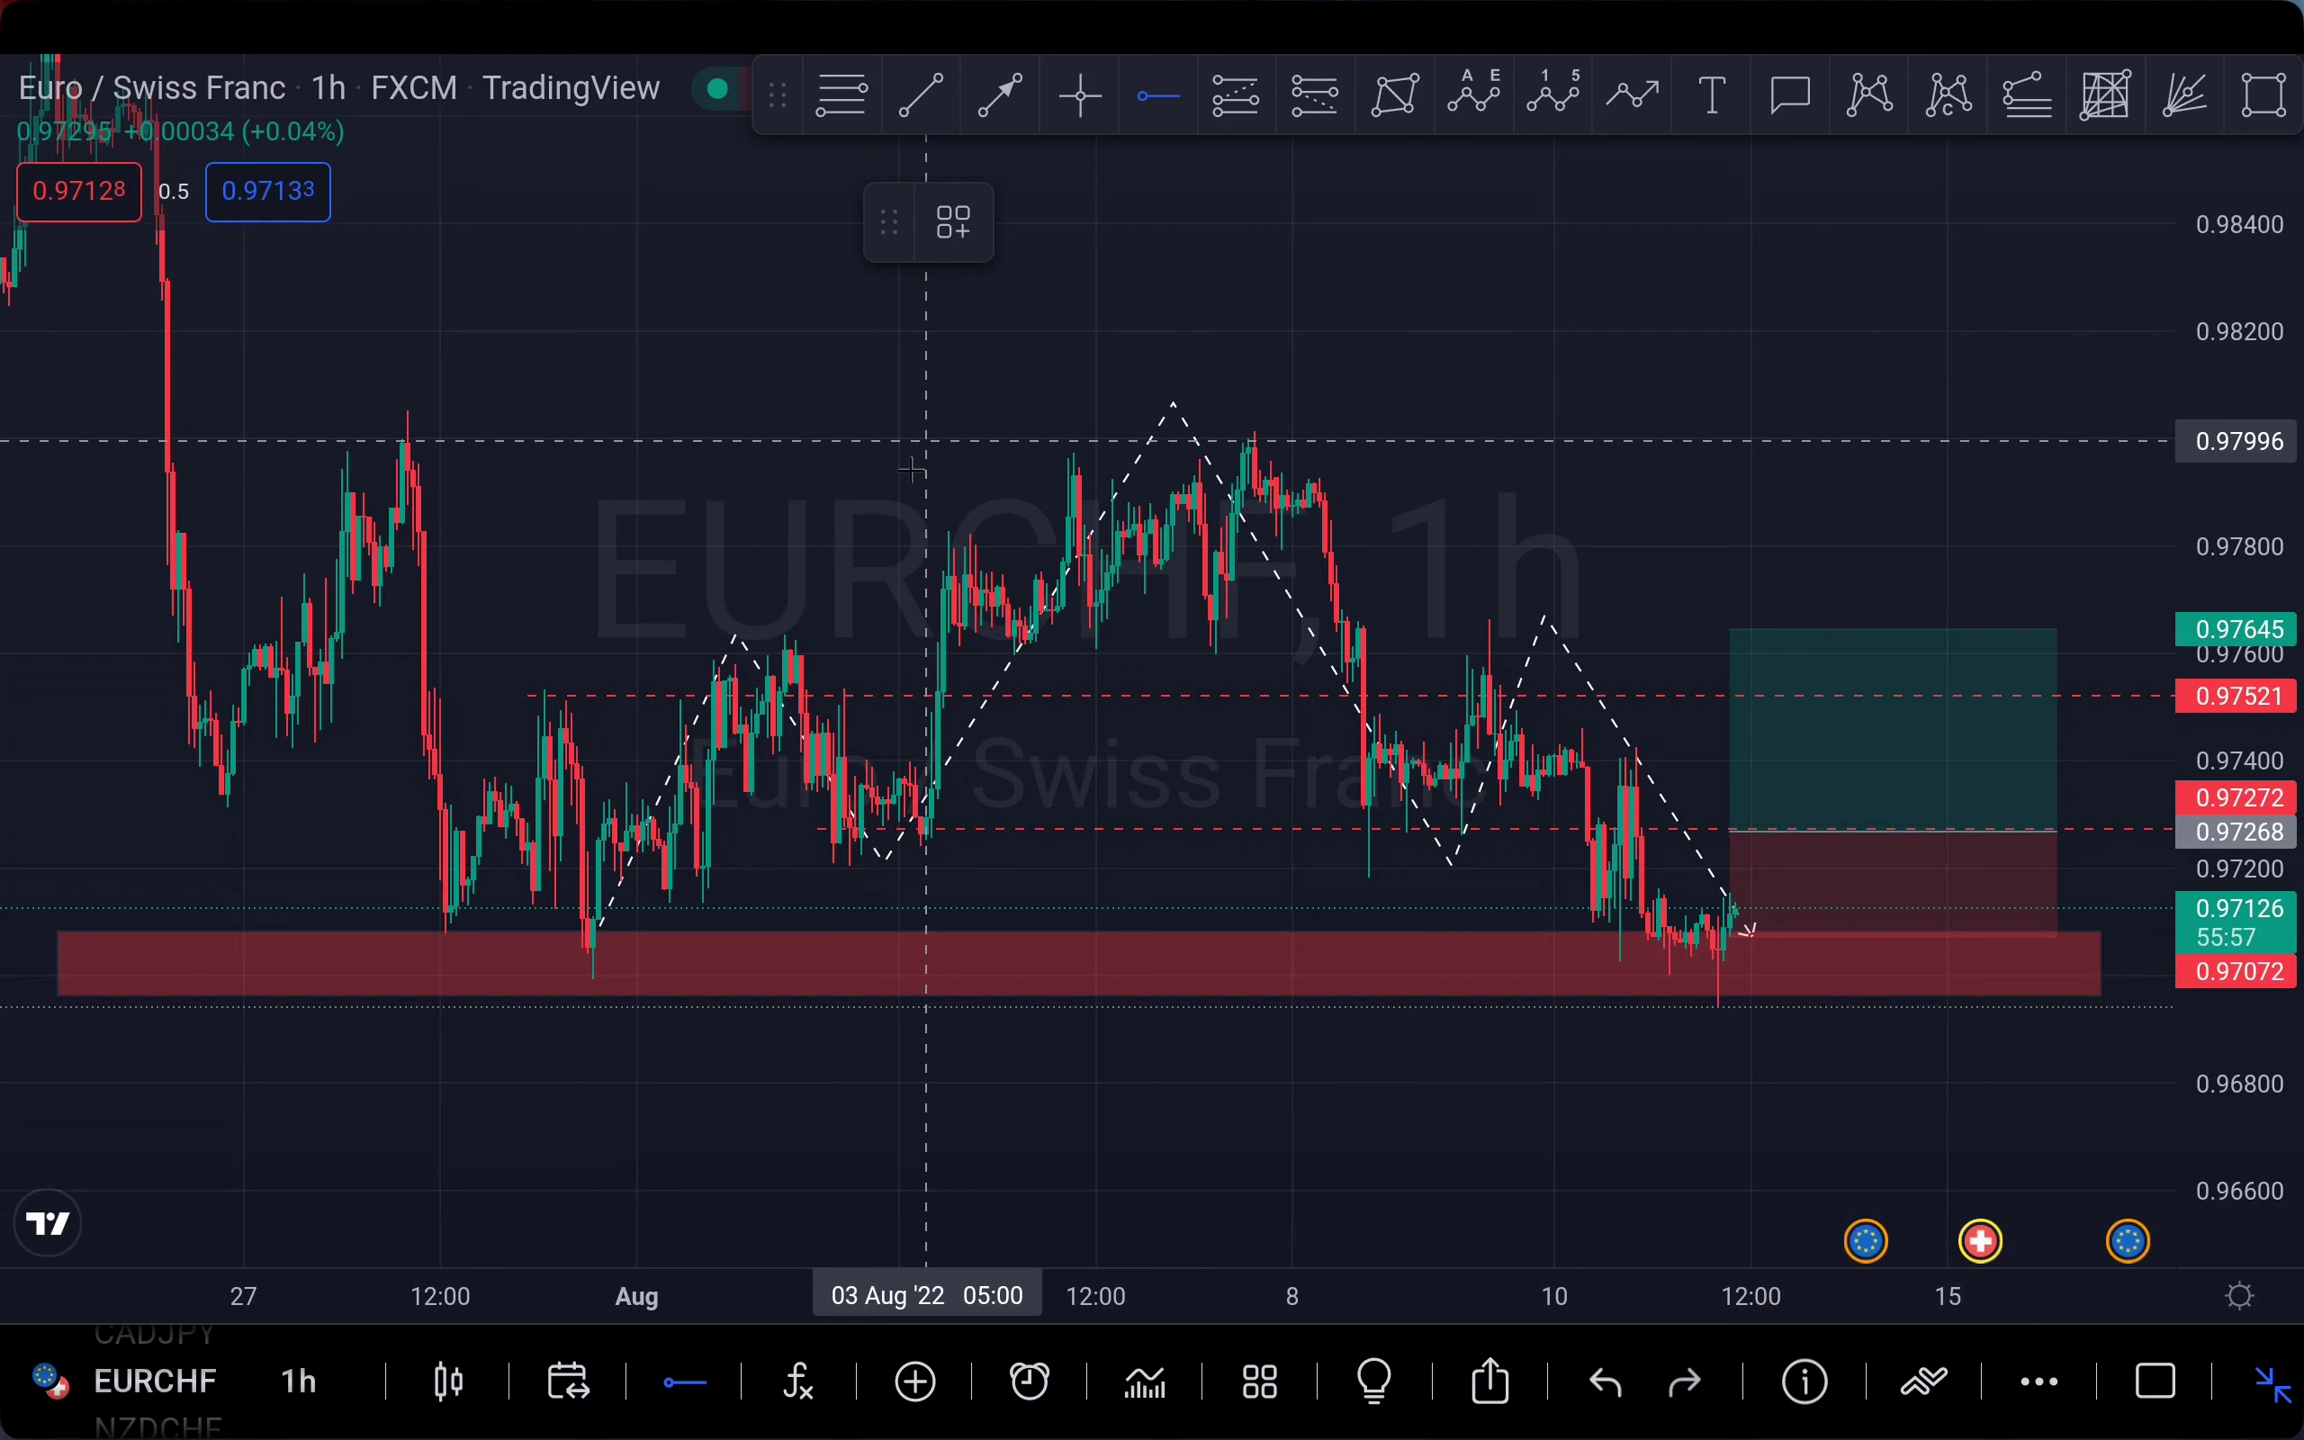 Euro / Swiss Franc · 1h · FXCM · TradingView
0.97295 +0.00034 (+0.04%)
0.97128 0.5 0.97133
A E
1 5
T
C
EURCHF, 1h
Euro / Swiss Franc
0.98400
0.98200
0.97996
0.97800
0.97645
0.97600
0.97521
0.97400
0.97272
0.97268
0.97200
0.97126
55:57
0.97072
0.96800
0.96600
27 12:00 Aug 03 Aug '22 05:00 12:00 8 10 12:00 15
CADJPY
EURCHF 1h
NZDCHF